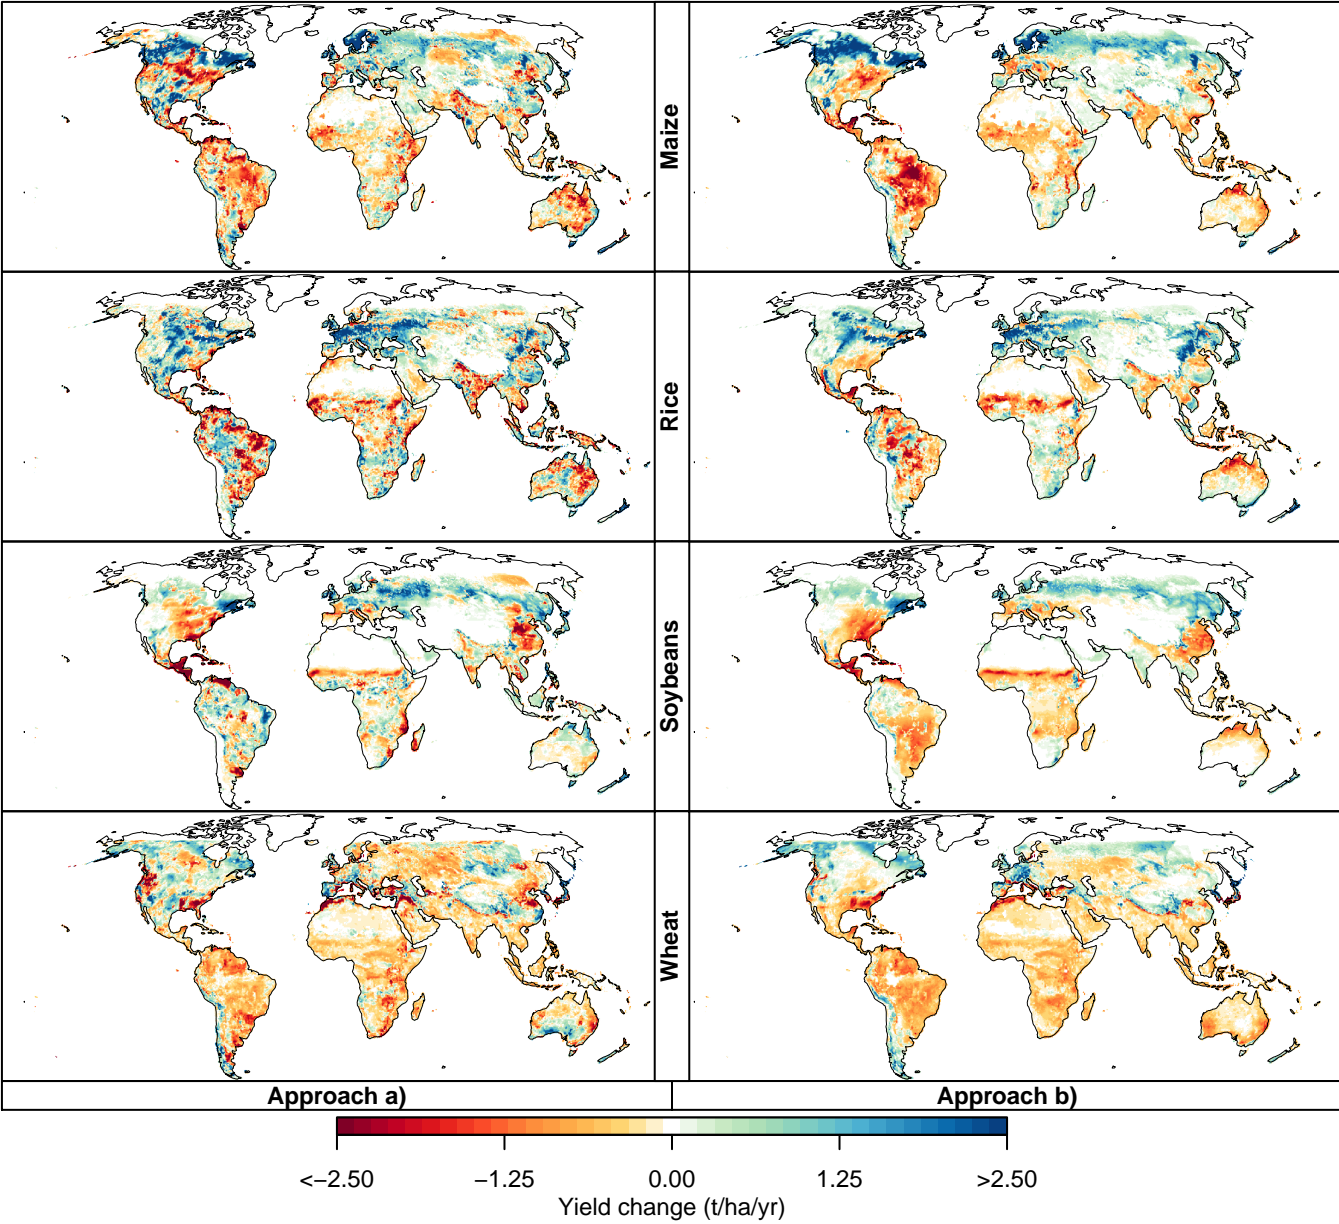 Maize
Rice
Soybeans
Wheat
Approach a)
Approach b)
<−2.50
−1.25
0.00
1.25
>2.50
Yield change (t/ha/yr)